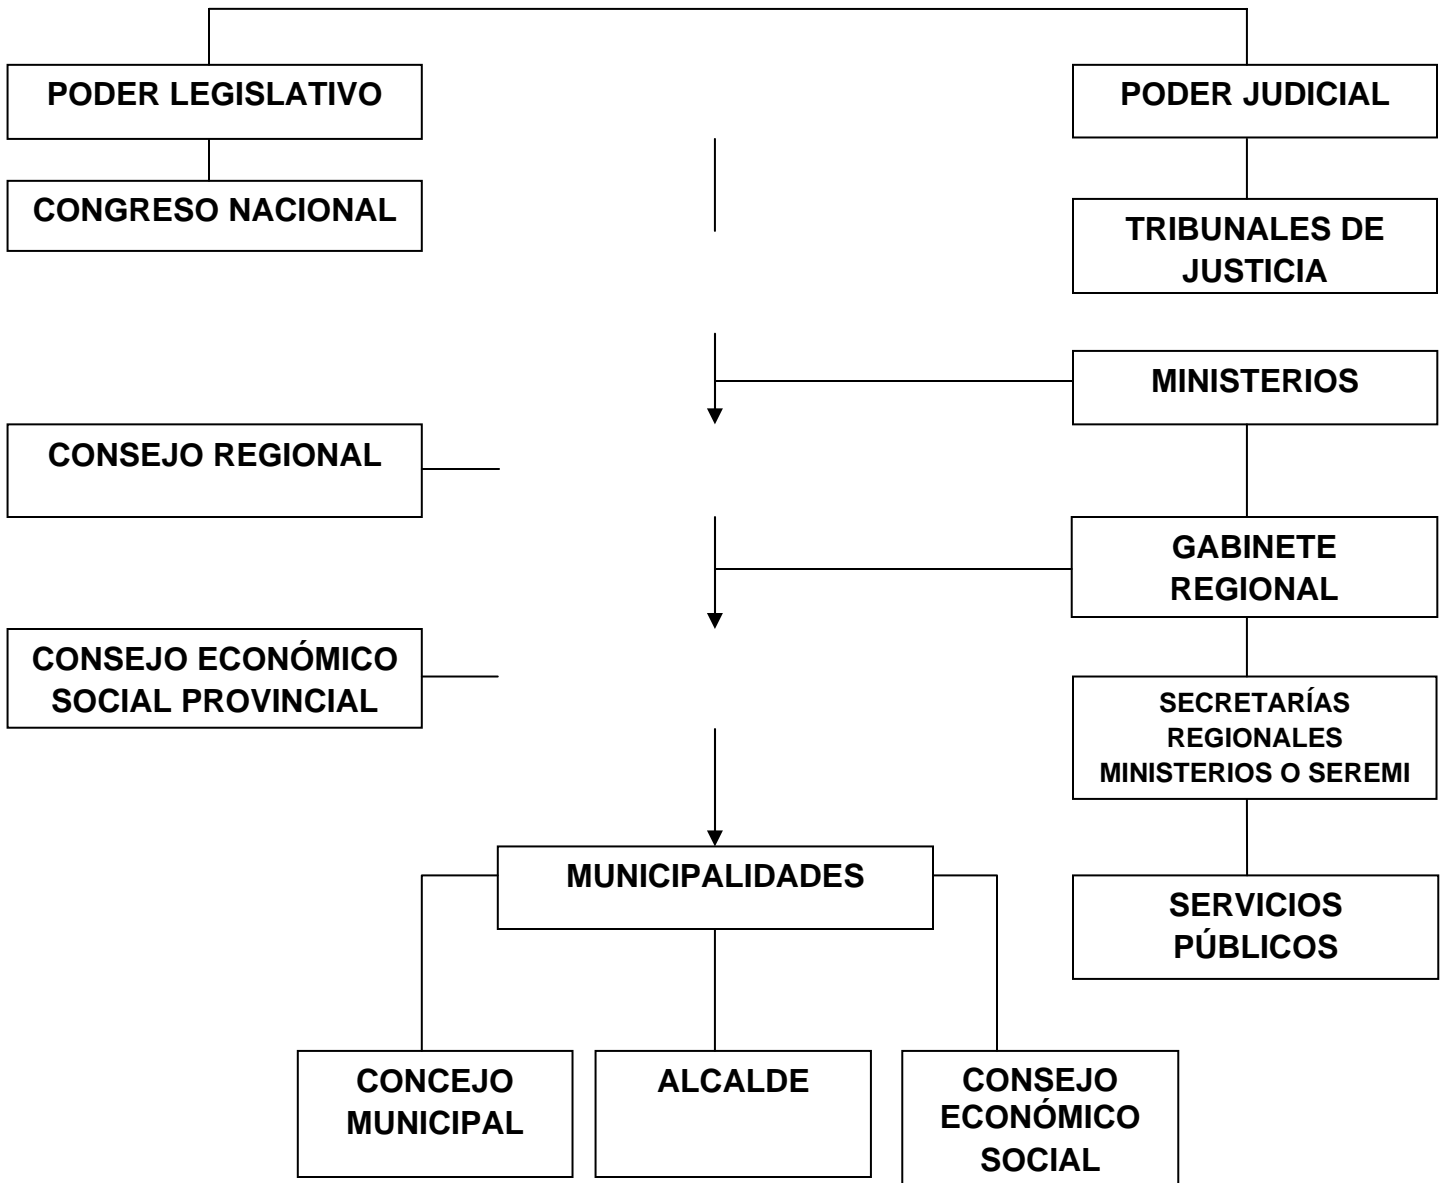 PODER LEGISLATIVO
PODER JUDICIAL
CONGRESO NACIONAL
TRIBUNALES DE
JUSTICIA
MINISTERIOS
CONSEJO REGIONAL
GABINETE
REGIONAL
CONSEJO ECONÓMICO
SOCIAL PROVINCIAL
SECRETARÍAS
REGIONALES
MINISTERIOS O SEREMI
MUNICIPALIDADES
SERVICIOS
PÚBLICOS
CONCEJO
MUNICIPAL
ALCALDE
CONSEJO
ECONÓMICO
SOCIAL